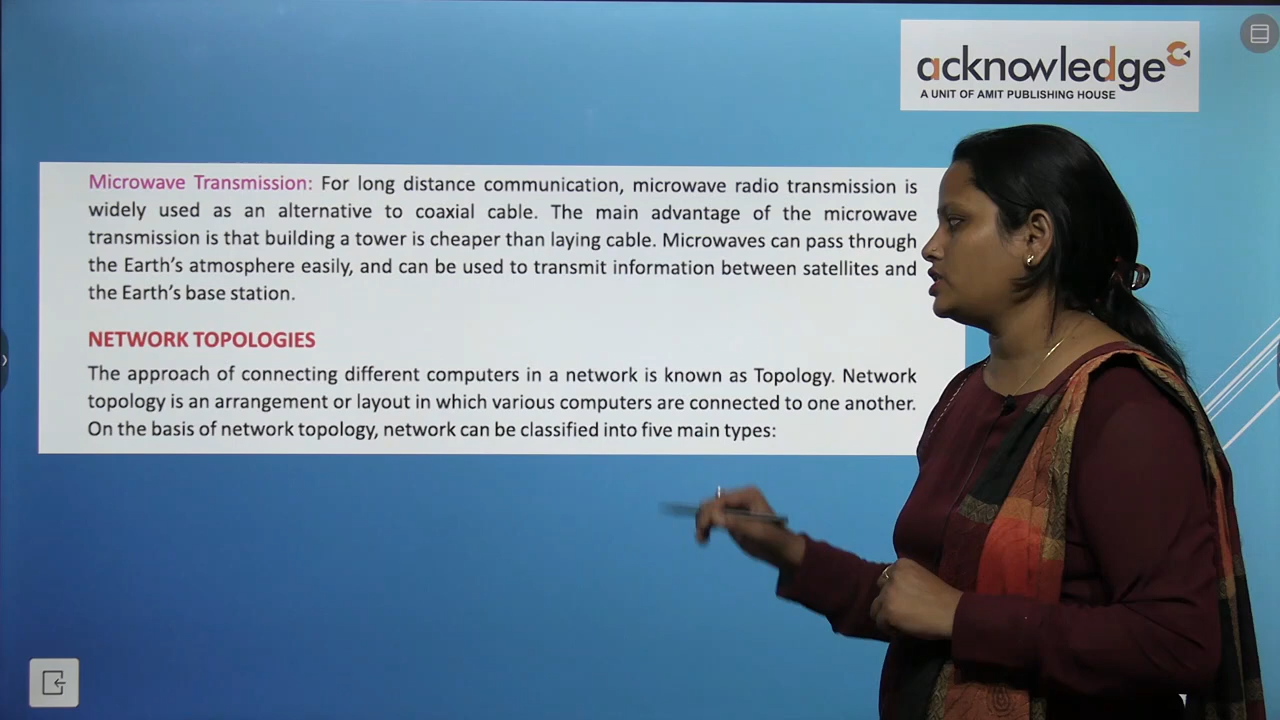 acknowledge
A UNIT OF AMIT PUBLISHING HOUSE
Microwave Transmission: For long distance communication, microwave radio transmission is
widely used as an alternative to coaxial cable. The main advantage of the microwave
transmission is that building a tower is cheaper than laying cable. Microwaves can pass through
the Earth's atmosphere easily, and can be used to transmit information between satellites and
the Earth's base station.
NETWORK TOPOLOGIES
The approach of connecting different computers in a network is known as Topology. Network
topology is an arrangement or layout in which various computers are connected to one another.
On the basis of network topology, network can be classified into five main types: